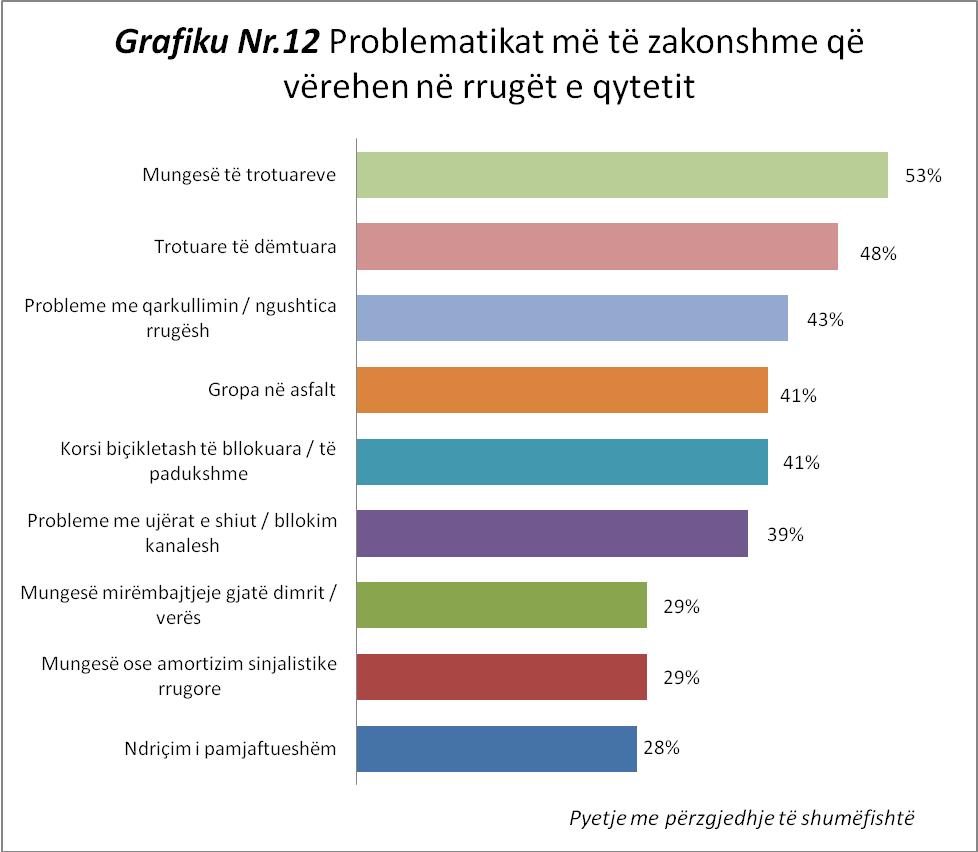 Grafiku Nr.12 Problematikat më të zakonshme që
vërehen në rrugët e qytetit
Mungesë të trotuareve
53%
Trotuare të dëmtuara
48%
Probleme me qarkullimin / ngushtica
rrugësh
43%
Gropa në asfalt
41%
Korsi biçikletash të bllokuara / të
padukshme
41%
Probleme me ujërat e shiut / bllokim
kanalesh
39%
Mungesë mirëmbajtjeje gjatë dimrit /
verës
29%
Mungesë ose amortizim sinjalistike
rrugore
29%
Ndriçim i pamjaftueshëm
28%
Pyetje me përzgjedhje të shumëfishtë